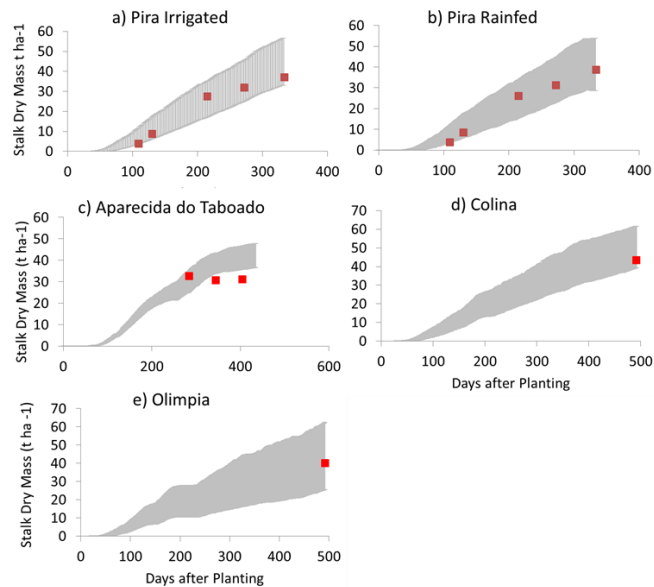 a) Pira Irrigated
Stalk Dry Mass t ha-1
60
50
40
30
20
10
0
0 100 200 300 400
b) Pira Rainfed
60
50
40
30
20
10
0
0 100 200 300 400
c) Aparecida do Taboado
Stalk Dry Mass (t ha-1)
60
50
40
30
20
10
0
0 200 400 600
d) Colina
70
60
50
40
30
20
10
0
0 100 200 300 400 500
Days after Planting
e) Olimpia
Stalk Dry Mass (t ha -1)
70
60
50
40
30
20
10
0
0 100 200 300 400 500
Days after Planting